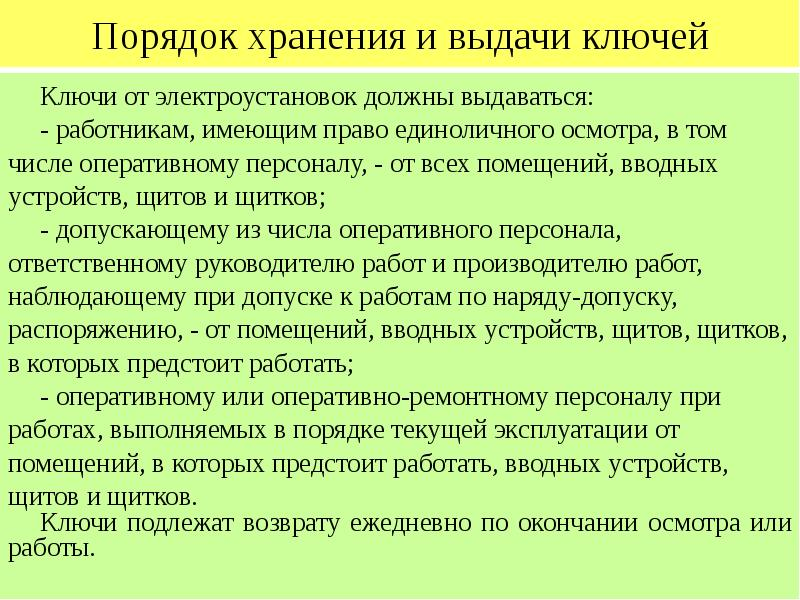 Порядок хранения и выдачи ключей
Ключи от электроустановок должны выдаваться:
- работникам, имеющим право единоличного осмотра, в том
числе оперативному персоналу, - от всех помещений, вводных
устройств, щитов и щитков;
- допускающему из числа оперативного персонала,
ответственному руководителю работ и производителю работ,
наблюдающему при допуске к работам по наряду-допуску,
распоряжению, - от помещений, вводных устройств, щитов, щитков,
в которых предстоит работать;
- оперативному или оперативно-ремонтному персоналу при
работах, выполняемых в порядке текущей эксплуатации от
помещений, в которых предстоит работать, вводных устройств,
щитов и щитков.
Ключи подлежат возврату ежедневно по окончании осмотра или
работы.